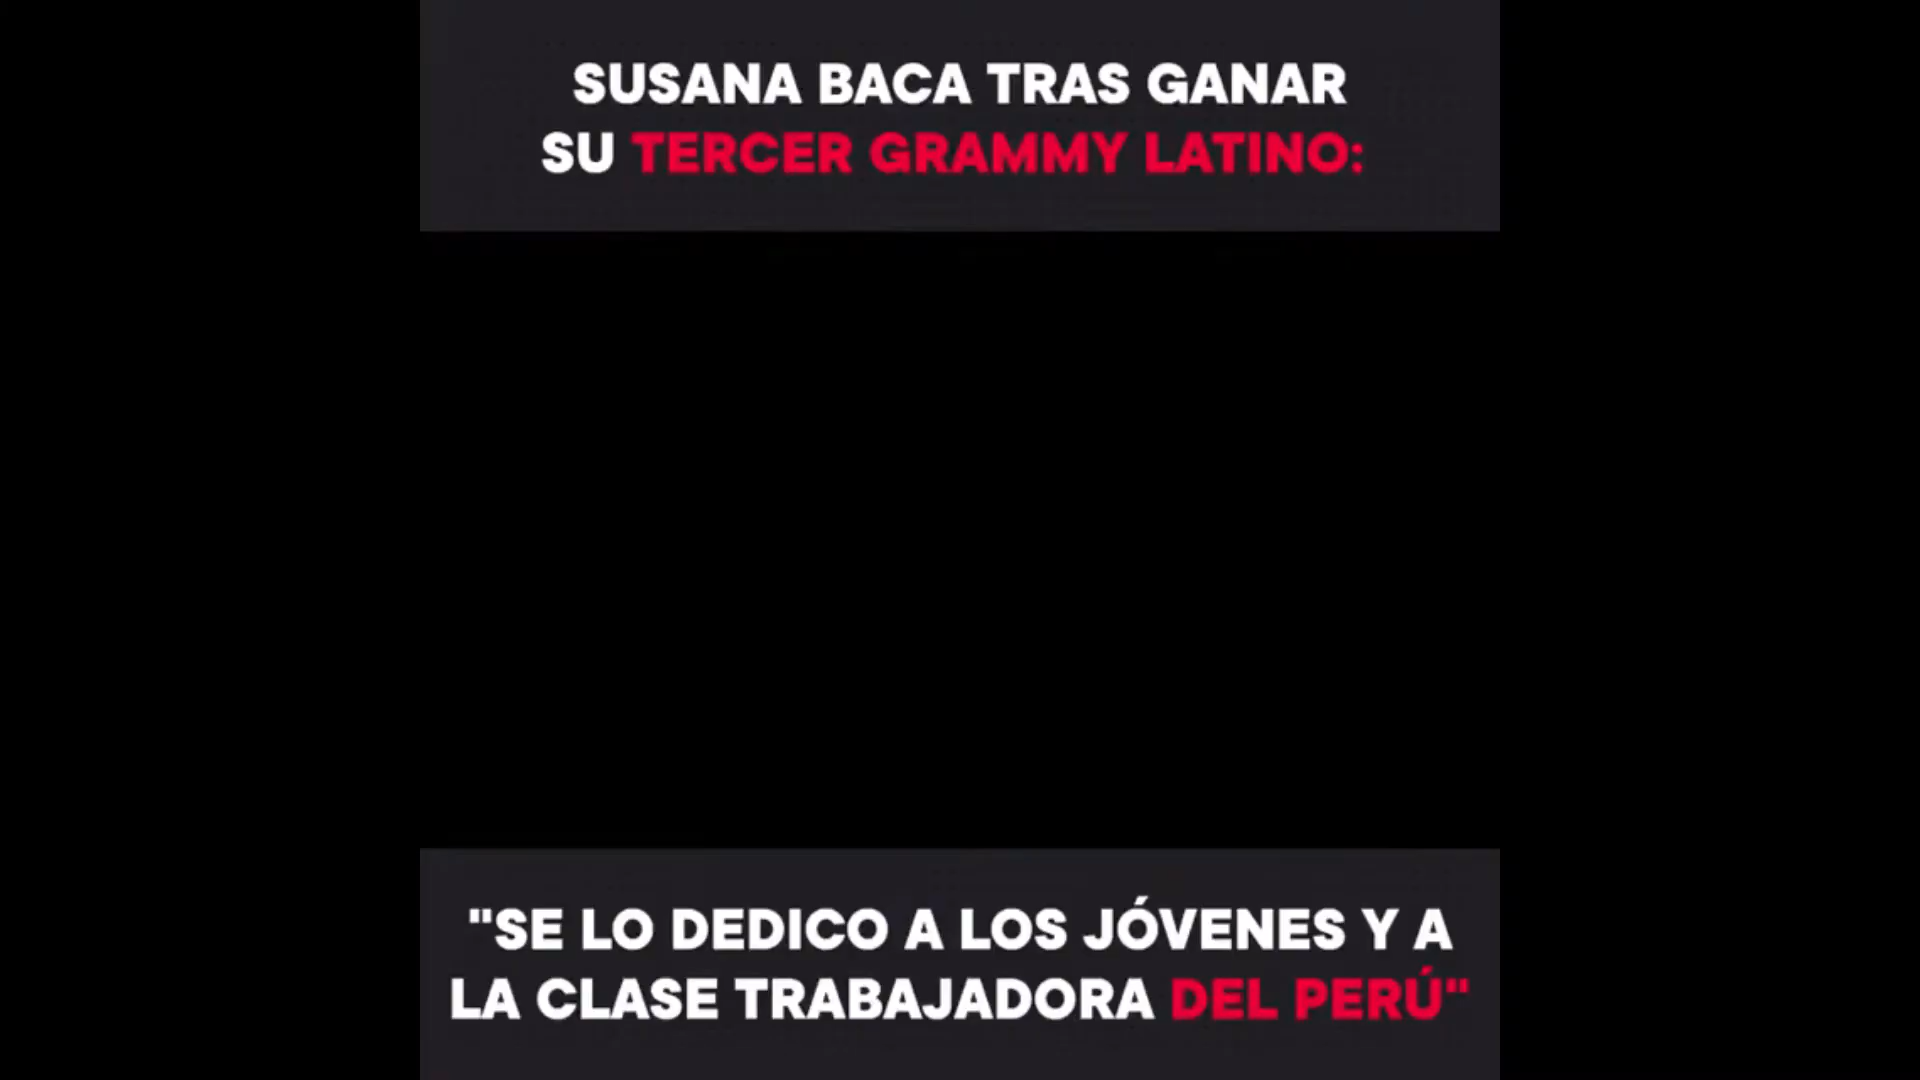 SUSANA BACA TRAS GANAR
SU TERCER GRAMMY LATINO:
"SE LO DEDICO A LOS JÓVENES Y A
LA CLASE TRABAJADORA DEL PERÚ"